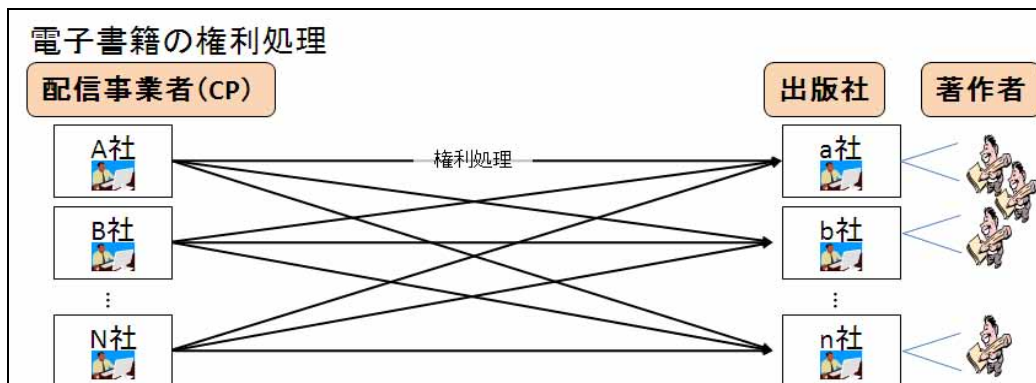 電子書籍の権利処理
配信事業者(CP)
出版社
著作者
A社
権利処理
a社
B社
b社
⋮
⋮
N社
n社